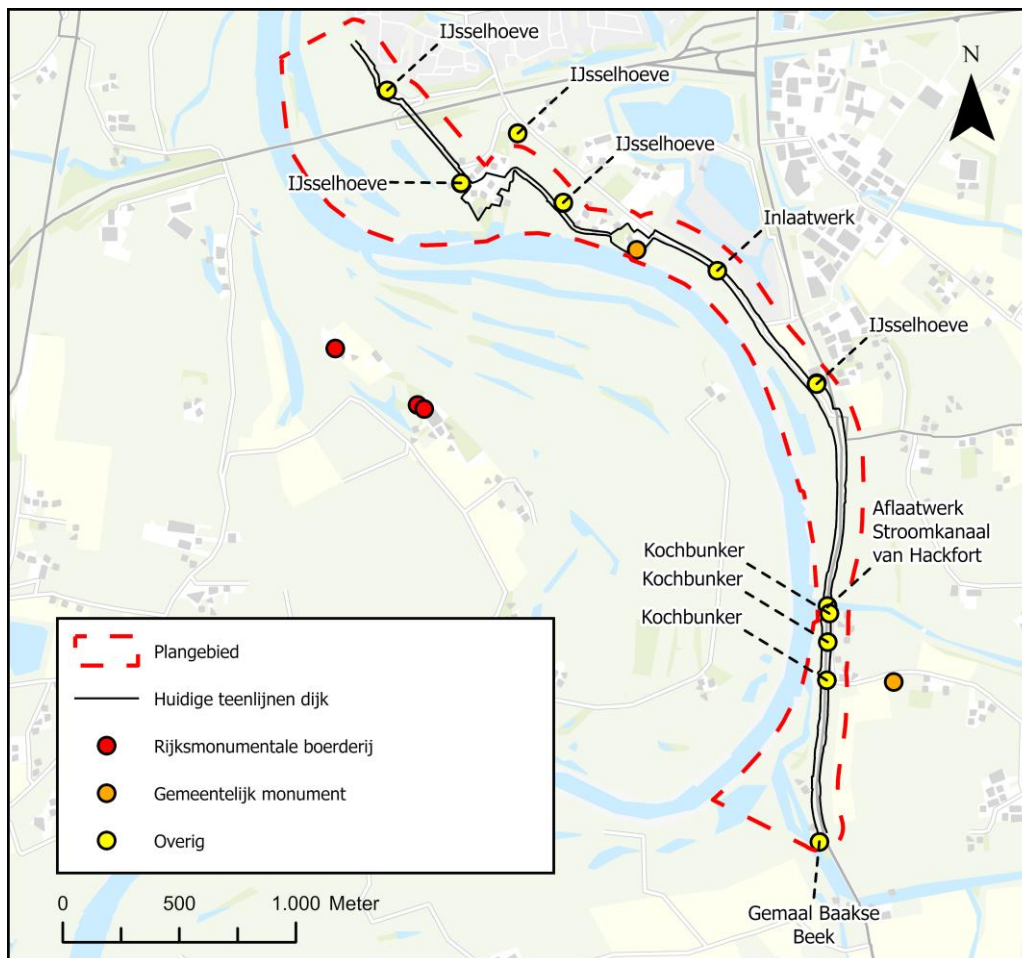 IJsselhoeve
IJsselhoeve
N
IJsselhoeve
IJsselhoeve
Inlaatwerk
IJsselhoeve
Aflaatwerk
Stroomkanaal
van Hackfort
Kochbunker
Kochbunker
Kochbunker
Plangebied
Huidige teenlijnen dijk
Rijksmonumentale boerderij
Gemeentelijk monument
Overig
0 500 1.000 Meter
Gemaal Baakse
Beek